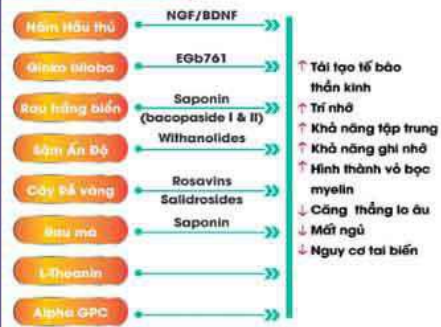 Nấm Hầu thủ
NGF/BDNF
Ginko biloba
EGb761
Rau hằng biển
Saponin
(bacopaside I & II)
Sâm Ấn Độ
Withanolides
Cây Rễ vàng
Rosavins
Salidrosides
Rau má
Saponin
L-Theanin
Alpha GPC
↑ Tái tạo tế bào
thần kinh
↑ Trí nhớ
↑ Khả năng tập trung
↑ Khả năng ghi nhớ
↑ Hình thành vỏ bọc
myelin
↓ Căng thẳng lo âu
↓ Mất ngủ
↓ Nguy cơ tai biến